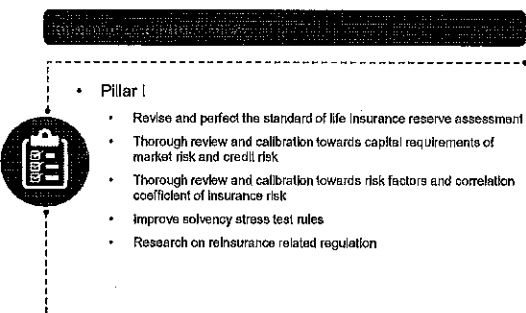 • Pillar I
• Revise and perfect the standard of life insurance reserve assessment
• Thorough review and calibration towards capital requirements of
market risk and credit risk
• Thorough review and calibration towards risk factors and correlation
coefficient of insurance risk
• Improve solvency stress test rules
• Research on reinsurance related regulation